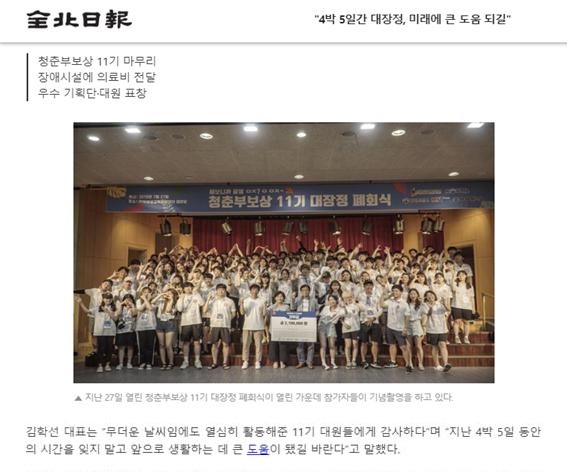 全北日報
"4박 5일간 대장정, 미래에 큰 도움 되길"
청춘부보상 11기 마무리
장애시설에 의료비 전달
우수 기획단·대원 표창
청춘부보상 11기 대장정 폐회식
▲ 지난 27일 열린 청춘부보상 11기 대장정 폐회식이 열린 가운데 참가자들이 기념촬영을 하고 있다.
김학선 대표는 "무더운 날씨임에도 열심히 활동해준 11기 대원들에게 감사하다"며 "지난 4박 5일 동안
의 시간을 잊지 말고 앞으로 생활하는 데 큰 도움이 됐길 바란다"고 말했다.